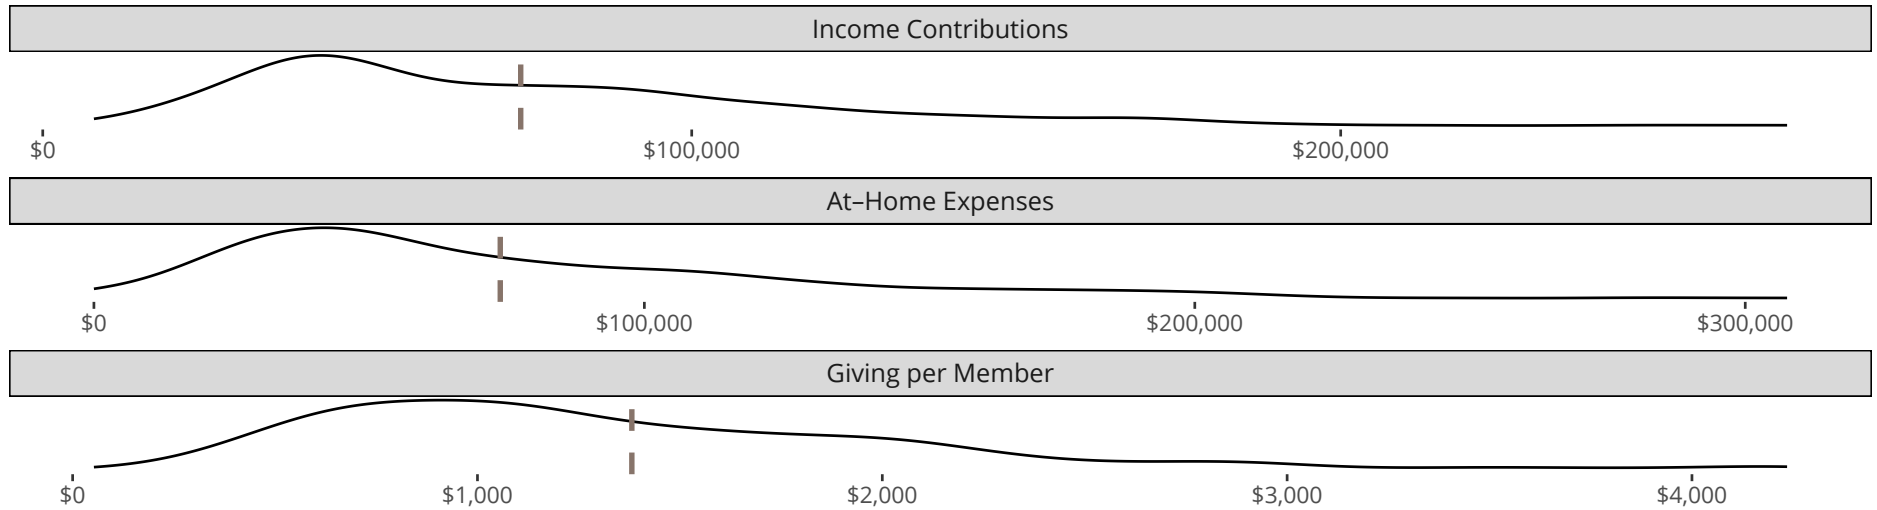 Income Contributions
$0 $100,000 $200,000
At–Home Expenses
$0 $100,000 $200,000 $300,000
Giving per Member
$0 $1,000 $2,000 $3,000 $4,000